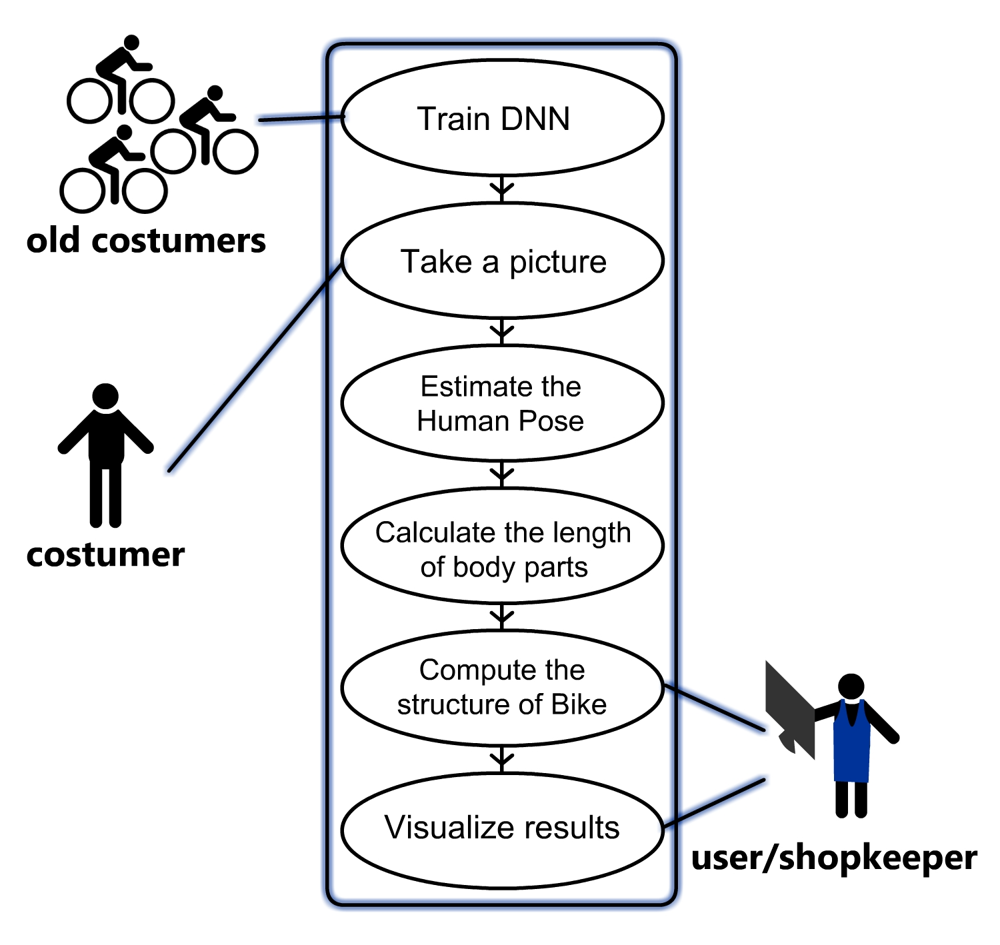 Train DNN
old costumers
Take a picture
Estimate the
Human Pose
costumer
Calculate the length
of body parts
Compute the
structure of Bike
Visualize results
user/shopkeeper